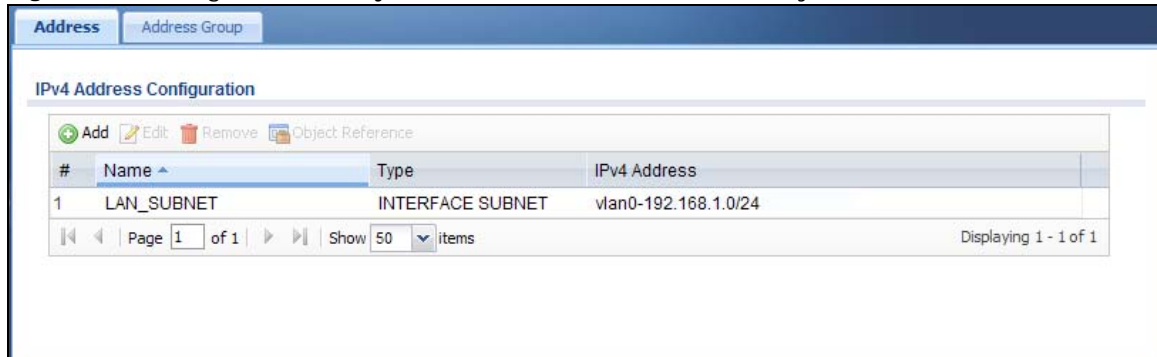 Address Address Group
IPv4 Address Configuration
Add Edit Remove Object Reference
# Name Type IPv4 Address
1 LAN_SUBNET INTERFACE SUBNET vlan0-192.168.1.0/24
Page 1 of 1 Show 50 items Displaying 1 - 1 of 1